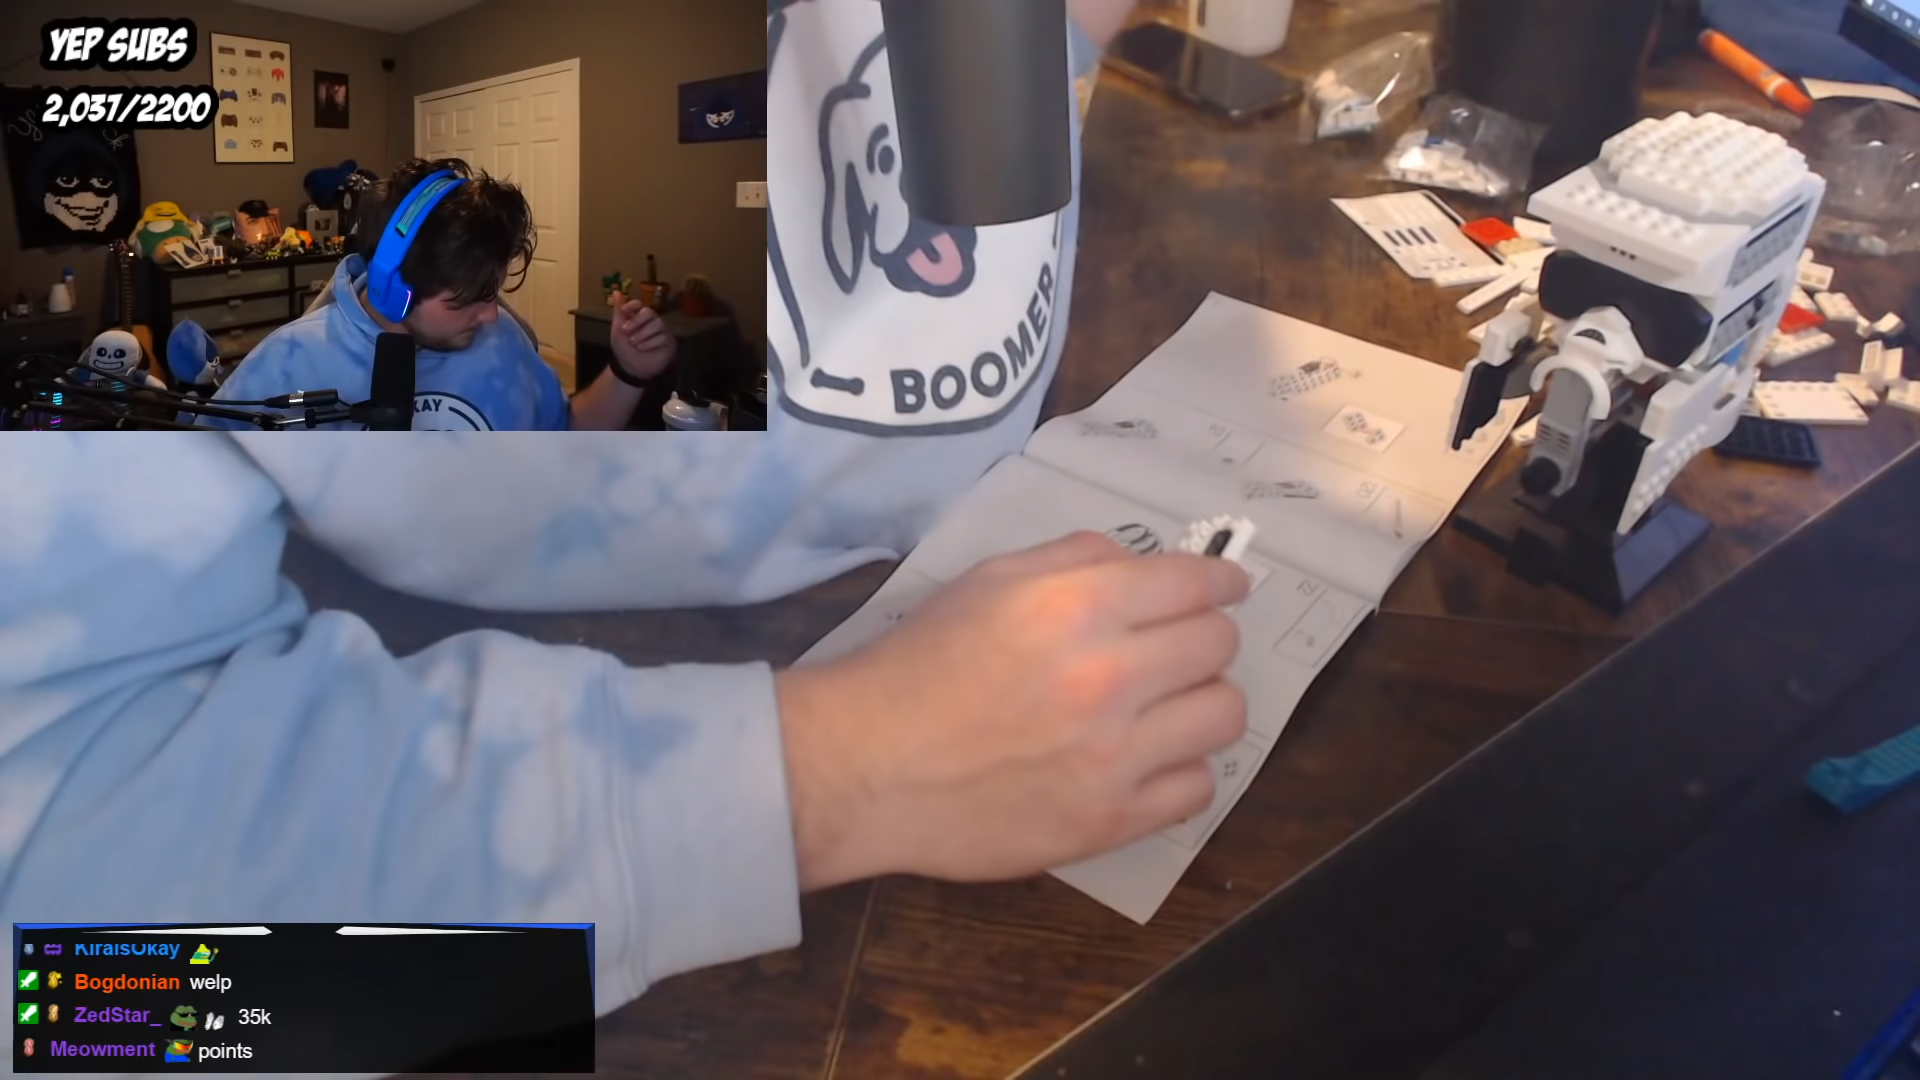 YEP SUBS
2,037/2200
KAY
BOOMER
KiraisOkay
Bogdonian welp
ZedStar_ 35k
Meowment points